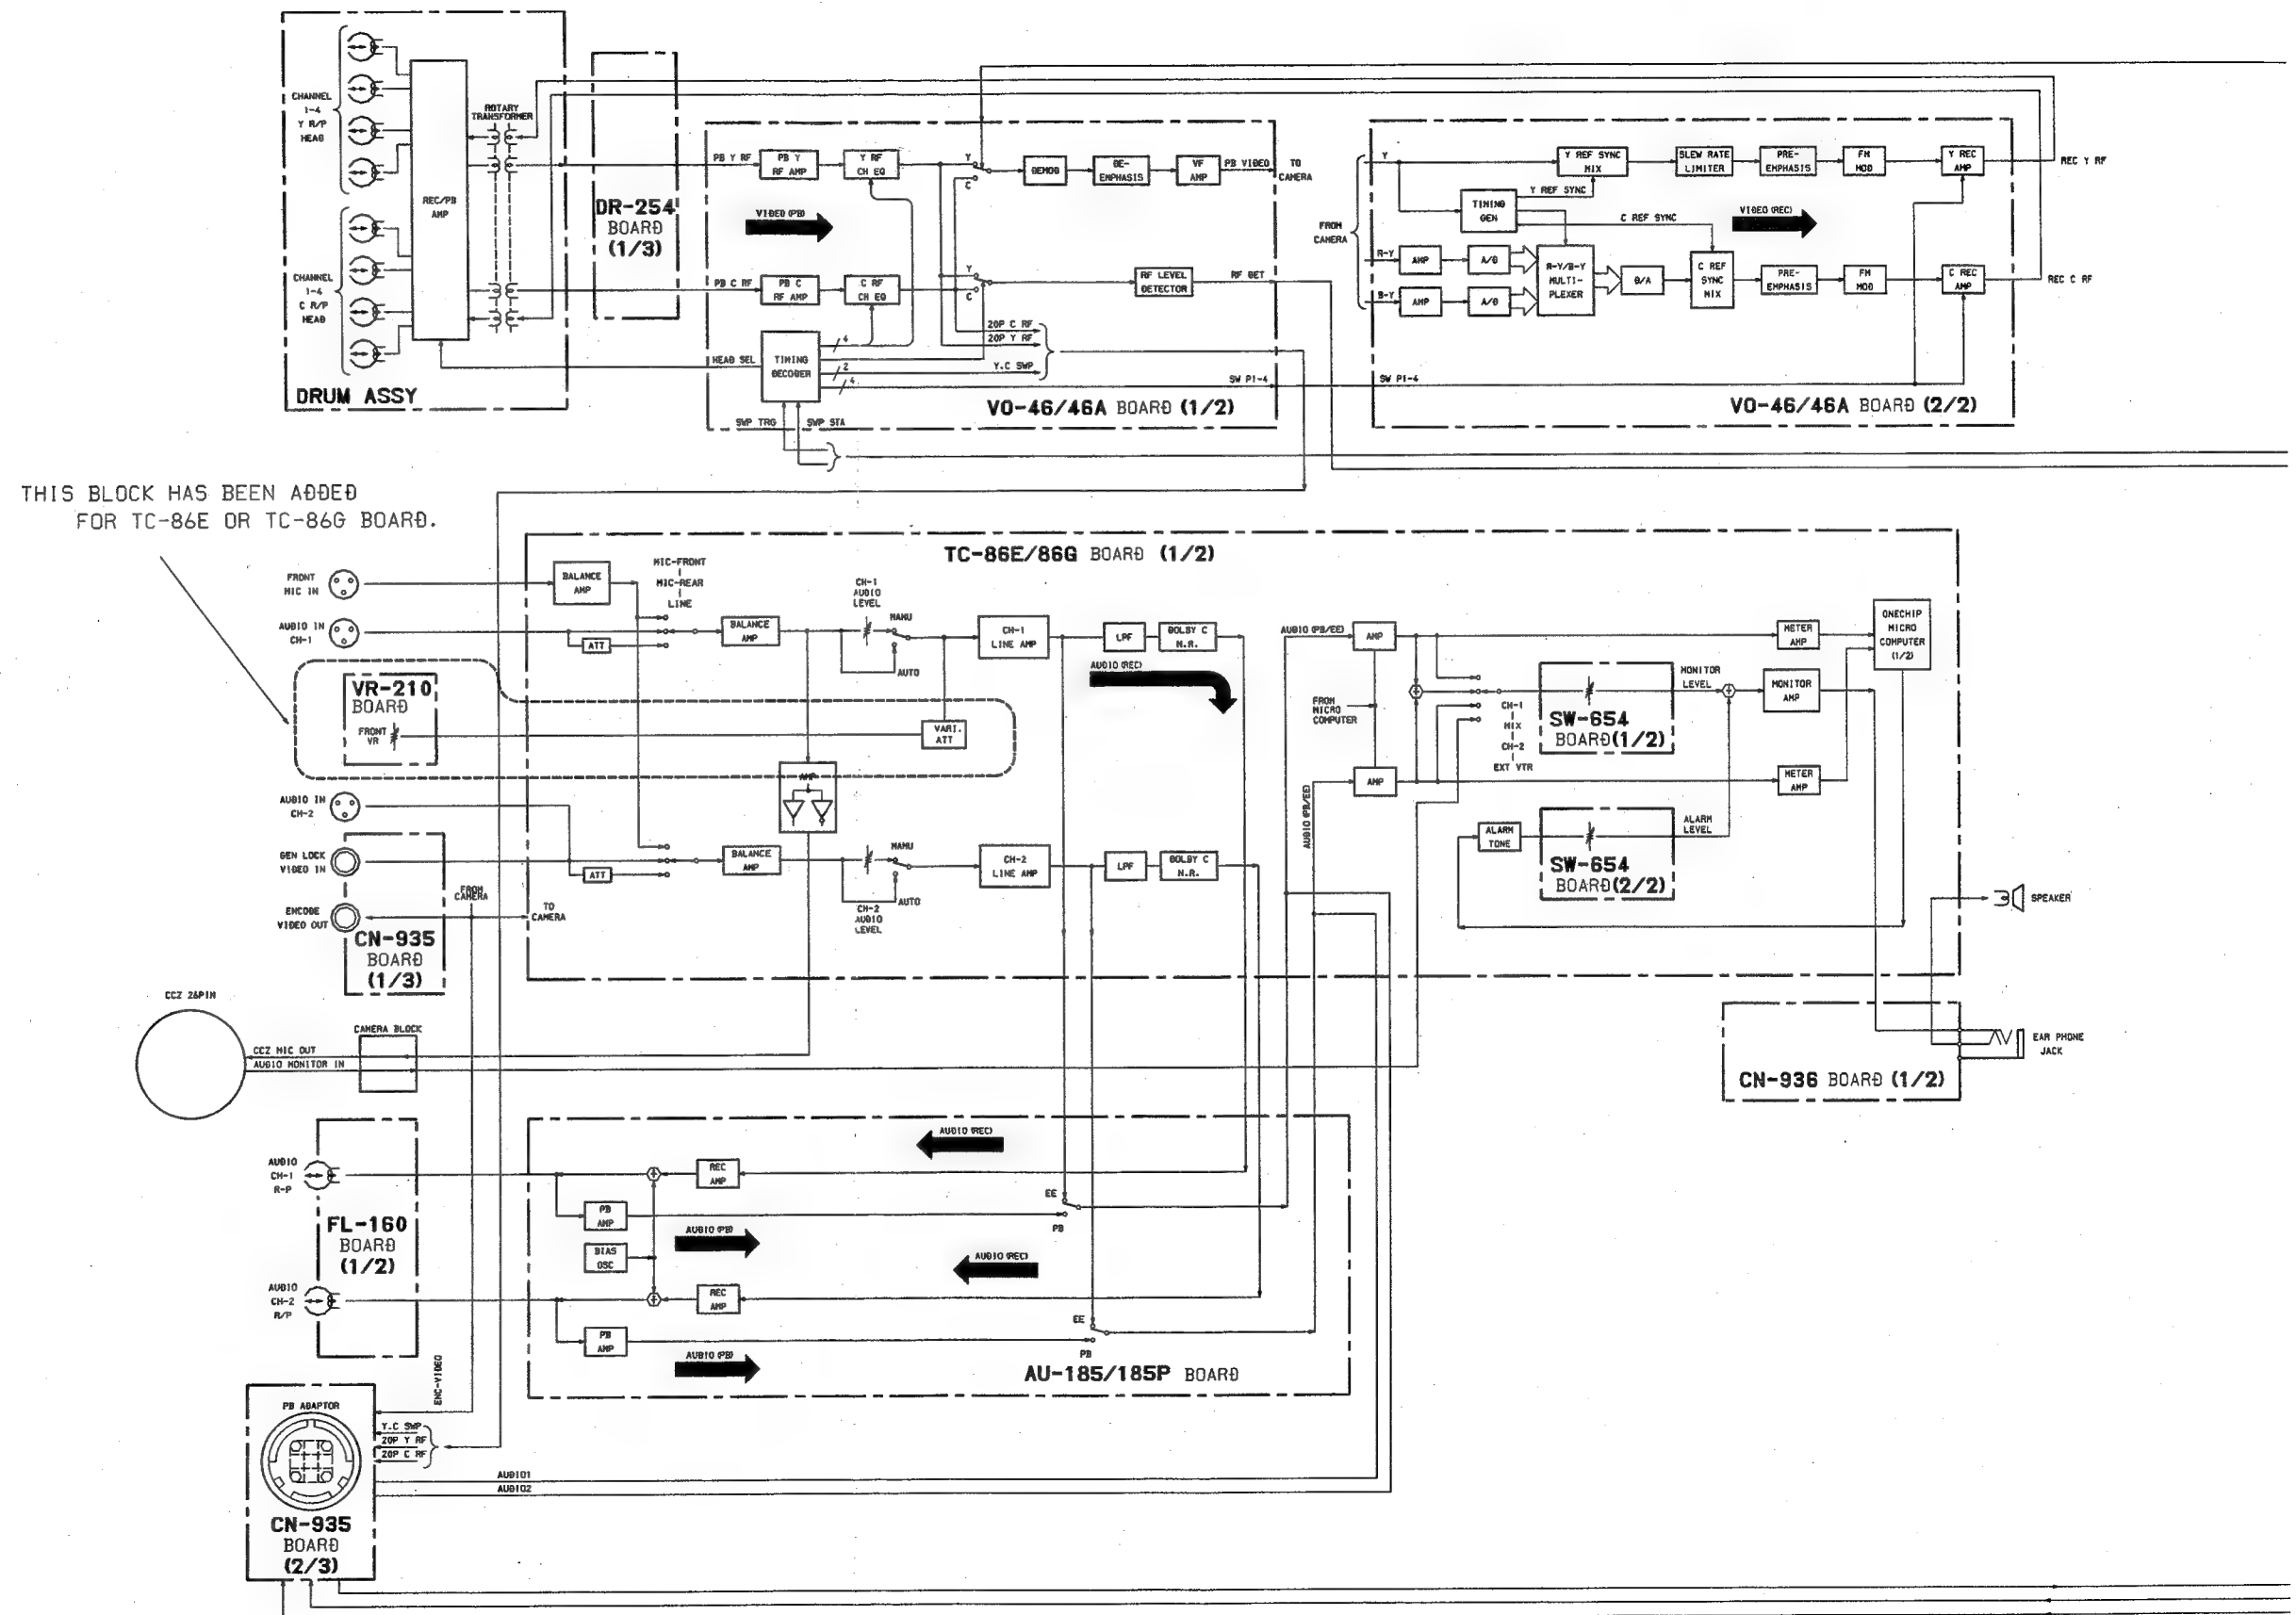 CHANNEL
1-4
Y R/P
HEAD
CHANNEL
1-4
C R/P
HEAD
REC/PB
AMP
ROTARY
TRANSFORMER
DRUM ASSY
DR-254
BOARD
(1/3)
PB Y RF
PB Y
RF AMP
Y RF
CH EQ
Y
C
DEMOD
DE-
EMPHASIS
VF
AMP
PB VIDEO
TO
CAMERA
VIDEO (PB)
PB C RF
PB C
RF AMP
C RF
CH EQ
Y
C
RF LEVEL
DETECTOR
RF DET
20P C RF
20P Y RF
Y.C SWP
HEAD SEL
TIMING
DECODER
4
2
4
SW P1-4
SWP TRG
SWP STA
VO-46/46A BOARD (1/2)
Y
FROM
CAMERA
R-Y
B-Y
AMP
AMP
A/D
A/D
TIMING
GEN
Y REF SYNC
MIX
Y REF SYNC
C REF SYNC
SLEW RATE
LIMITER
PRE-
EMPHASIS
FM
MOD
Y REC
AMP
REC Y RF
VIDEO (REC)
R-Y/B-Y
MULTI-
PLEXER
D/A
C REF
SYNC
MIX
PRE-
EMPHASIS
FM
MOD
C REC
AMP
REC C RF
SW P1-4
VO-46/46A BOARD (2/2)
THIS BLOCK HAS BEEN ADDED
FOR TC-86E OR TC-86G BOARD.
TC-86E/86G BOARD (1/2)
FRONT
MIC IN
AUDIO IN
CH-1
BALANCE
AMP
MIC-FRONT
MIC-REAR
LINE
ATT
BALANCE
AMP
CH-1
AUDIO
LEVEL
MANU
AUTO
CH-1
LINE AMP
LPF
DOLBY C
N.R.
AUDIO (REC)
VR-210
BOARD
FRONT
VR
VARI.
ATT
AMP
AUDIO IN
CH-2
GEN LOCK
VIDEO IN
ENCODE
VIDEO OUT
CN-935
BOARD
(1/3)
FROM
CAMERA
TO
CAMERA
ATT
BALANCE
AMP
MANU
AUTO
CH-2
AUDIO
LEVEL
CH-2
LINE AMP
LPF
DOLBY C
N.R.
AUDIO (PB/EE)
AMP
FROM
MICRO
COMPUTER
AMP
AUDIO (PB/EE)
CH-1
MIX
CH-2
EXT VTR
SW-654
BOARD(1/2)
MONITOR
LEVEL
METER
AMP
MONITOR
AMP
METER
AMP
ONECHIP
MICRO
COMPUTER
(1/2)
ALARM
TONE
SW-654
BOARD(2/2)
ALARM
LEVEL
SPEAKER
EAR PHONE
JACK
CN-936 BOARD (1/2)
CCZ 26PIN
CAMERA BLOCK
CCZ MIC OUT
AUDIO MONITOR IN
AUDIO
CH-1
R-P
FL-160
BOARD
(1/2)
AUDIO
CH-2
R/P
AUDIO (REC)
REC
AMP
PB
AMP
BIAS
OSC
AUDIO (PB)
EE
PB
AUDIO (REC)
REC
AMP
PB
AMP
AUDIO (PB)
EE
PB
AU-185/185P BOARD
ENC-VIDEO
PB ADAPTOR
Y.C SWP
20P Y RF
20P C RF
AUDIO1
AUDIO2
CN-935
BOARD
(2/3)